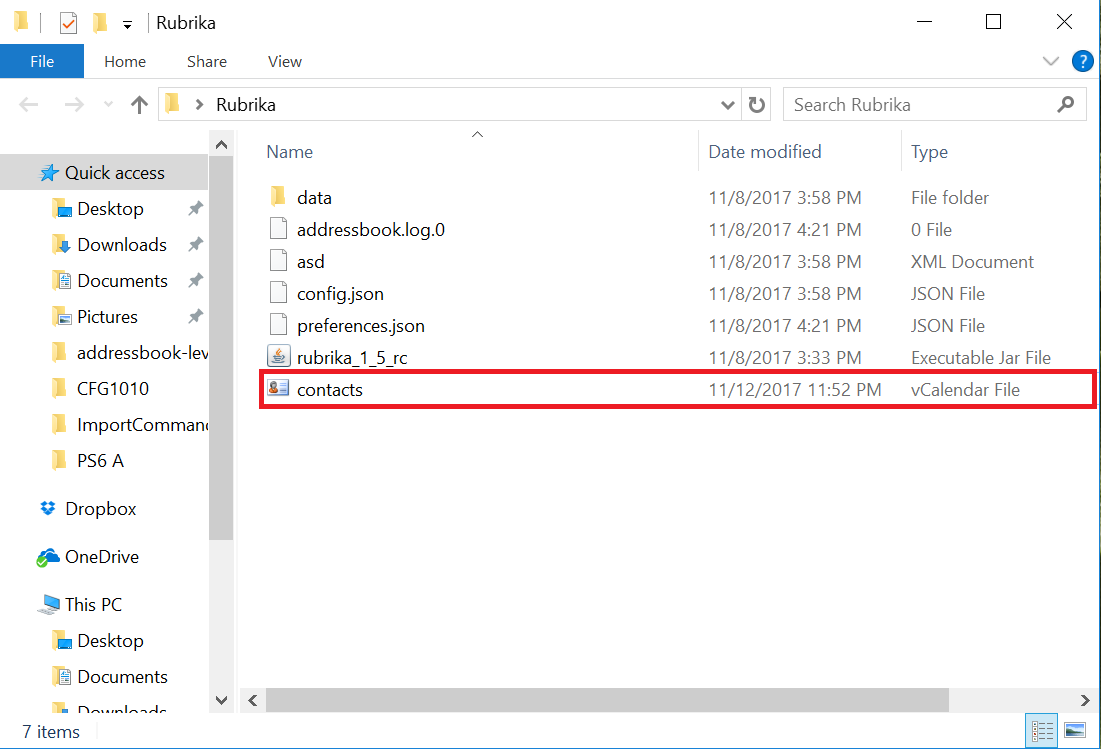 Rubrika
File Home Share View
Rubrika Search Rubrika
Name Date modified Type
Quick access
Desktop
Downloads
Documents
Pictures
addressbook-lev
CFG1010
ImportComman
PS6 A
Dropbox
OneDrive
This PC
Desktop
Documents
Downloads
data 11/8/2017 3:58 PM File folder
addressbook.log.0 11/8/2017 4:21 PM 0 File
asd 11/8/2017 3:58 PM XML Document
config.json 11/8/2017 3:58 PM JSON File
preferences.json 11/8/2017 4:21 PM JSON File
rubrika_1_5_rc 11/8/2017 3:33 PM Executable Jar File
contacts 11/12/2017 11:52 PM vCalendar File
7 items